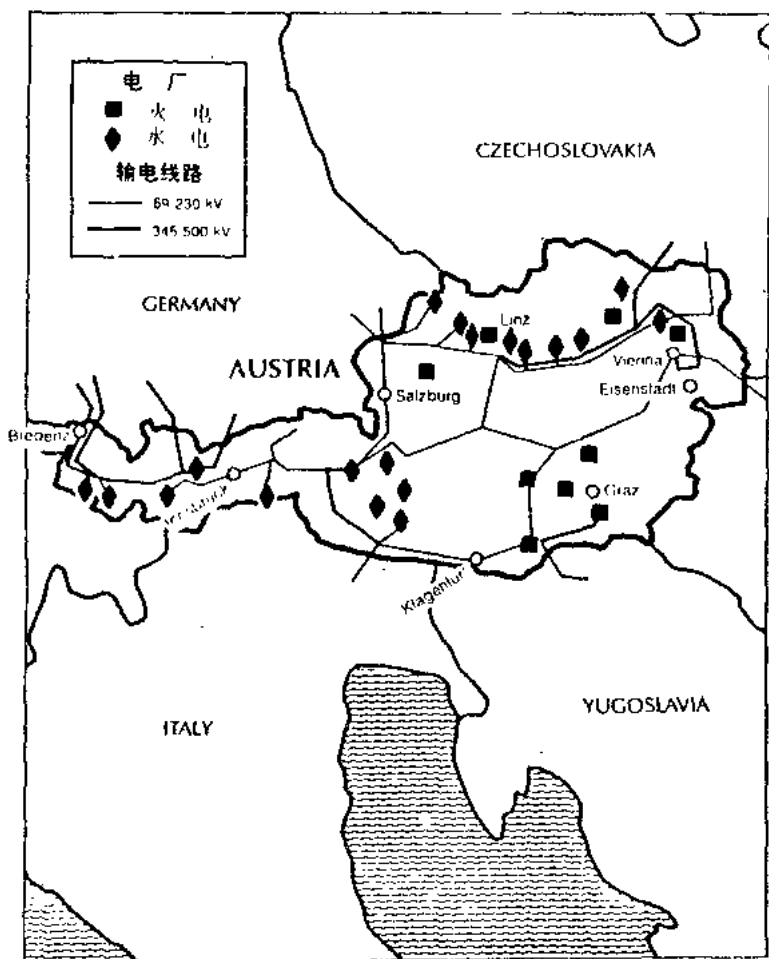 电 厂
火 电
水 电
输电线路
69 230 kV
345 500 kV
CZECHOSLOVAKIA
GERMANY
AUSTRIA
Linz
Vienna
Eisenstadt
Salzburg
Graz
Klagenfurt
ITALY
YUGOSLAVIA